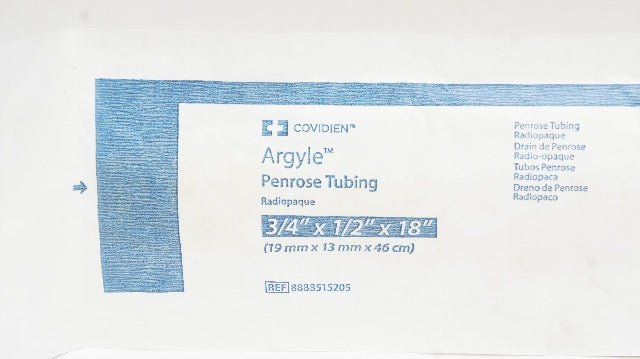 COVIDIEN™
Argyle™
Penrose Tubing
Radiopaque
3/4" x 1/2" x 18"
(19 mm x 13 mm x 46 cm)
REF 8888515205
Penrose Tubing
Radiopaque
Drain de Penrose
Radio-opaque
Tubos Penrose
Radiopaca
Dreno de Penrose
Radiopaco